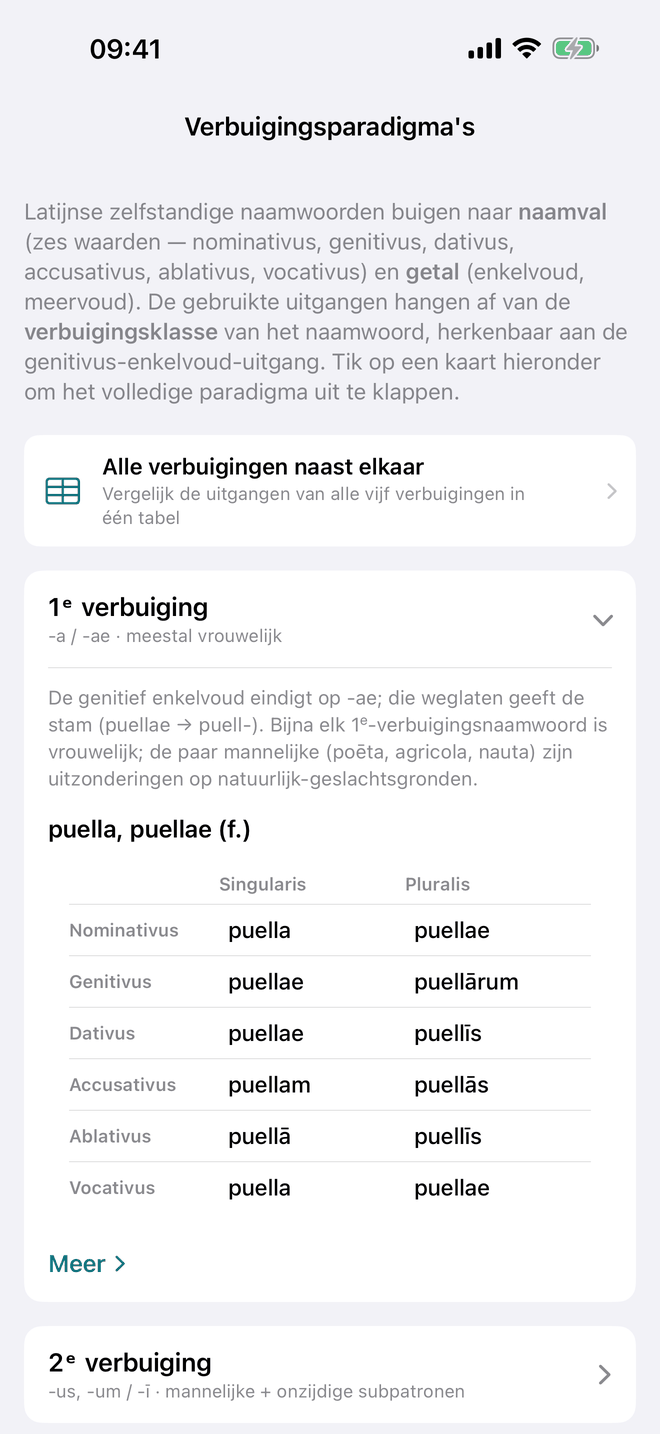 09:41
Verbuigingsparadigma's
Latijnse zelfstandige naamwoorden buigen naar naamval
(zes waarden — nominativus, genitivus, dativus,
accusativus, ablativus, vocativus) en getal (enkelvoud,
meervoud). De gebruikte uitgangen hangen af van de
verbuigingsklasse van het naamwoord, herkenbaar aan de
genitivus-enkelvoud-uitgang. Tik op een kaart hieronder
om het volledige paradigma uit te klappen.
Alle verbuigingen naast elkaar
Vergelijk de uitgangen van alle vijf verbuigingen in
één tabel
1ᵉ verbuiging
-a / -ae · meestal vrouwelijk
De genitief enkelvoud eindigt op -ae; die weglaten geeft de
stam (puellae → puell-). Bijna elk 1ᵉ-verbuigingsnaamwoord is
vrouwelijk; de paar mannelijke (poēta, agricola, nauta) zijn
uitzonderingen op natuurlijk-geslachtsgronden.
puella, puellae (f.)
Singularis Pluralis
Nominativus puella puellae
Genitivus puellae puellārum
Dativus puellae puellīs
Accusativus puellam puellās
Ablativus puellā puellīs
Vocativus puella puellae
Meer
2ᵉ verbuiging
-us, -um / -ī · mannelijke + onzijdige subpatronen